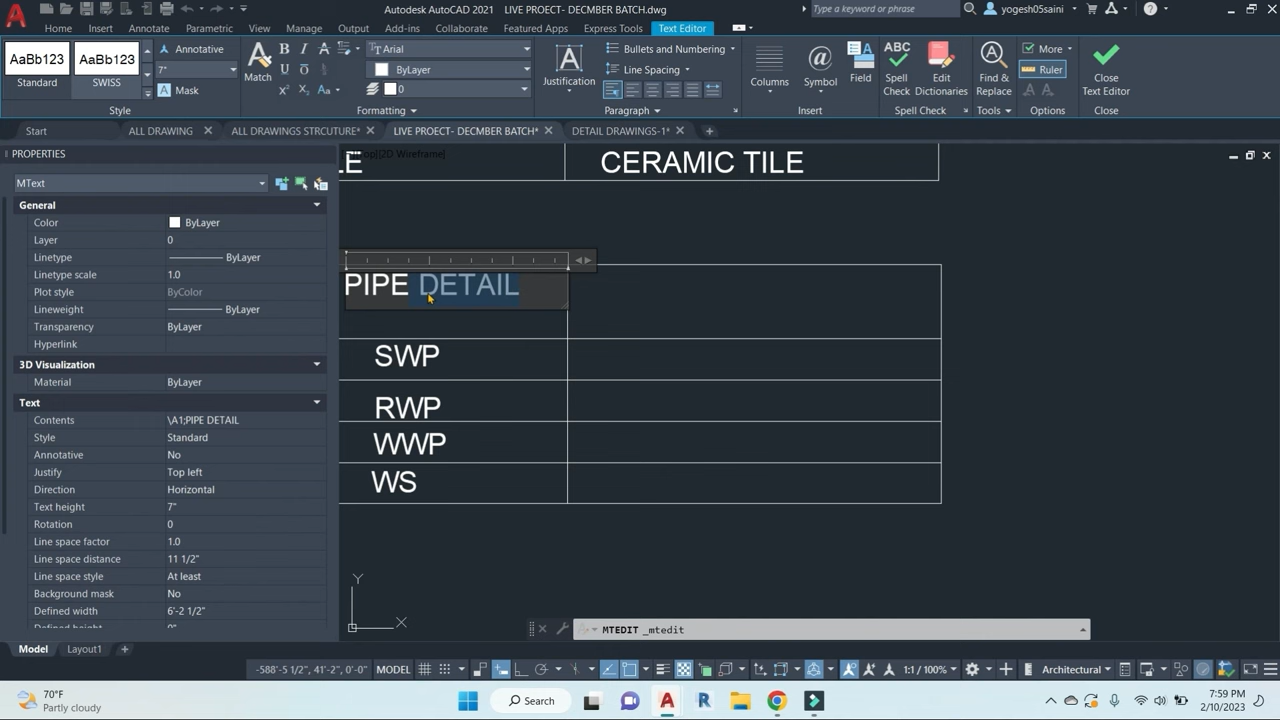 Autodesk AutoCAD 2021 LIVE PROECT- DECMBER BATCH.dwg
Type a keyword or phrase
yogesh05saini
Home Insert Annotate Parametric View Manage Output Add-ins Collaborate Featured Apps Express Tools Text Editor
AaBb123 AaBb123
Standard SWISS
Annotative
7"
Mask
Style
Match
Arial
ByLayer
0
Formatting
Justification
Bullets and Numbering
Line Spacing
Paragraph
Columns Symbol Field
Insert
Spell Check
Edit Dictionaries
Spell Check
Find & Replace
Tools
More
Ruler
Options
Close Text Editor
Close
Start ALL DRAWING ALL DRAWINGS STRCUTURE* LIVE PROJECT- DECMBER BATCH* DETAIL DRAWINGS-1*
PROPERTIES
MText
General
Color ByLayer
Layer 0
Linetype ByLayer
Linetype scale 1.0
Plot style ByColor
Lineweight ByLayer
Transparency ByLayer
Hyperlink
3D Visualization
Material ByLayer
Text
Contents \A1;PIPE DETAIL
Style Standard
Annotative No
Justify Top left
Direction Horizontal
Text height 7"
Rotation 0
Line space factor 1.0
Line space distance 11 1/2"
Line space style At least
Background mask No
Defined width 6'-2 1/2"
Defined height 0"
[2D Wireframe]
CERAMIC TILE
PIPE DETAIL
SWP
RWP
WWP
WS
Y
X
MTEDIT _mtedit
Model Layout1
-588'-5 1/2", 41'-2", 0'-0" MODEL 1:1 / 100% Architectural
70°F
Partly cloudy
Search
7:59 PM
2/10/2023